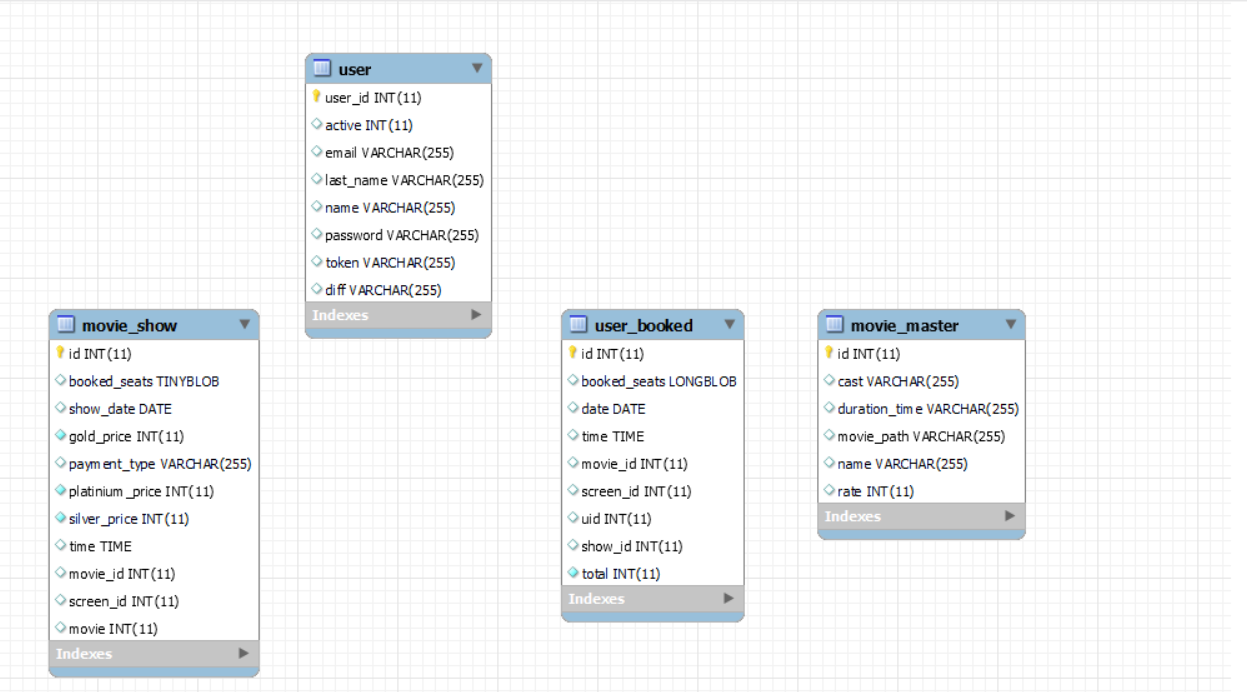 user
user_id INT(11)
active INT(11)
email VARCHAR(255)
last_name VARCHAR(255)
name VARCHAR(255)
password VARCHAR(255)
token VARCHAR(255)
diff VARCHAR(255)
Indexes
movie_show
id INT(11)
booked_seats TINYBLOB
show_date DATE
gold_price INT(11)
payment_type VARCHAR(255)
platinium_price INT(11)
silver_price INT(11)
time TIME
movie_id INT(11)
screen_id INT(11)
movie INT(11)
Indexes
user_booked
id INT(11)
booked_seats LONGBLOB
date DATE
time TIME
movie_id INT(11)
screen_id INT(11)
uid INT(11)
show_id INT(11)
total INT(11)
Indexes
movie_master
id INT(11)
cast VARCHAR(255)
duration_time VARCHAR(255)
movie_path VARCHAR(255)
name VARCHAR(255)
rate INT(11)
Indexes